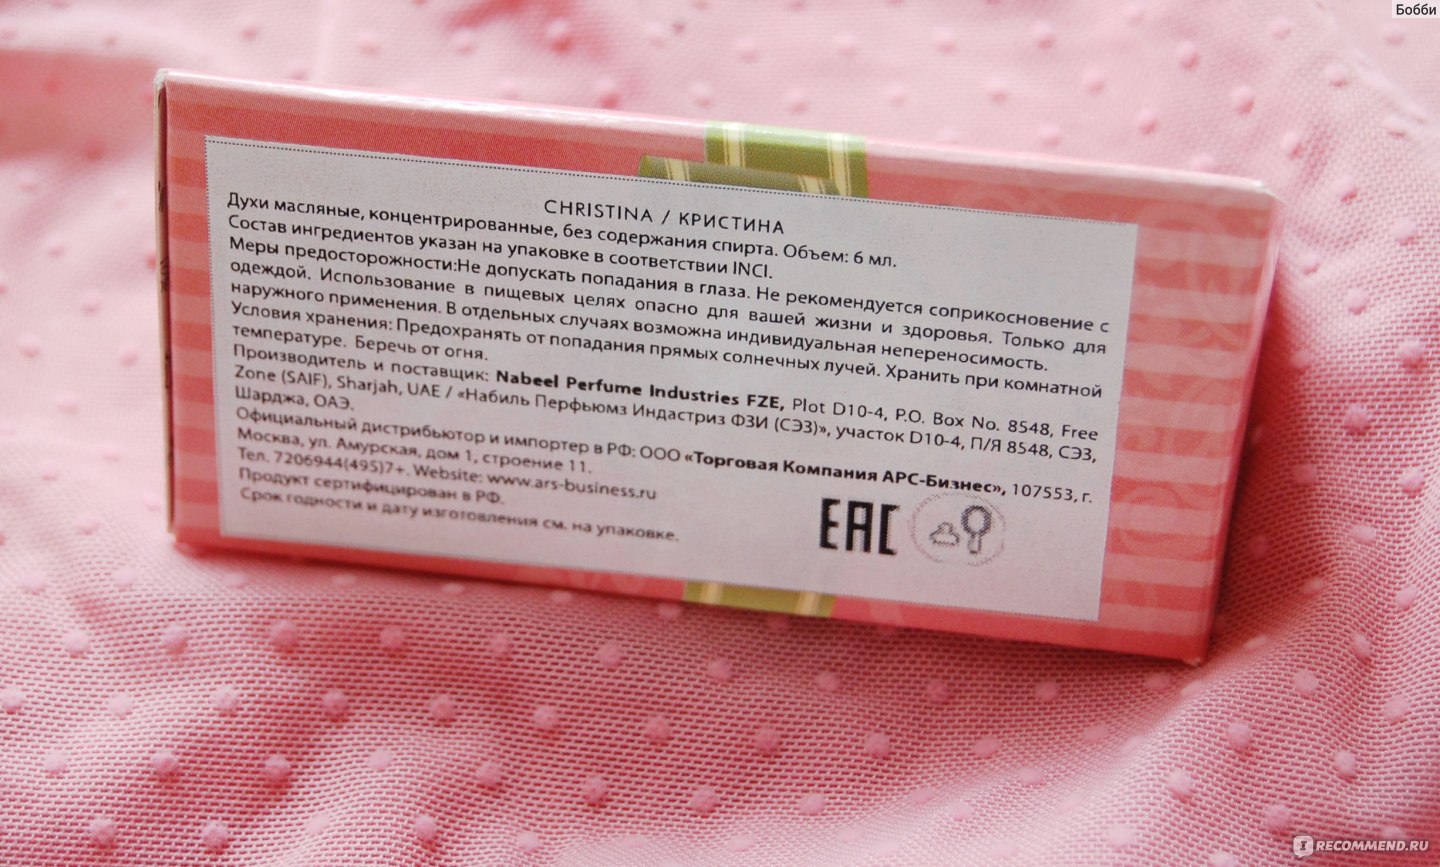 Бобби
CHRISTINA / КРИСТИНА
Духи масляные, концентрированные, без содержания спирта. Объем: 6 мл.
Состав ингредиентов указан на упаковке в соответствии INCI.
Меры предосторожности:Не допускать попадания в глаза. Не рекомендуется соприкосновение с
одеждой. Использование в пищевых целях опасно для вашей жизни и здоровья. Только для
наружного применения. В отдельных случаях возможна индивидуальная непереносимость.
Условия хранения: Предохранять от попадания прямых солнечных лучей. Хранить при комнатной
температуре. Беречь от огня.
Производитель и поставщик: Nabeel Perfume Industries FZE, Plot D10-4, P.O. Box No. 8548, Free
Zone (SAIF), Sharjah, UAE / «Набиль Перфьюмз Индастриз ФЗИ (СЭЗ)», участок D10-4, П/Я 8548, СЭЗ,
Шарджа, ОАЭ.
Официальный дистрибьютор и импортер в РФ: ООО «Торговая Компания АРС-Бизнес», 107553, г.
Москва, ул. Амурская, дом 1, строение 11.
Тел. 7206944(495)7+. Website: www.ars-business.ru
Продукт сертифицирован в РФ.
Срок годности и дату изготовления см. на упаковке.
EAC
IRECOMMEND.RU